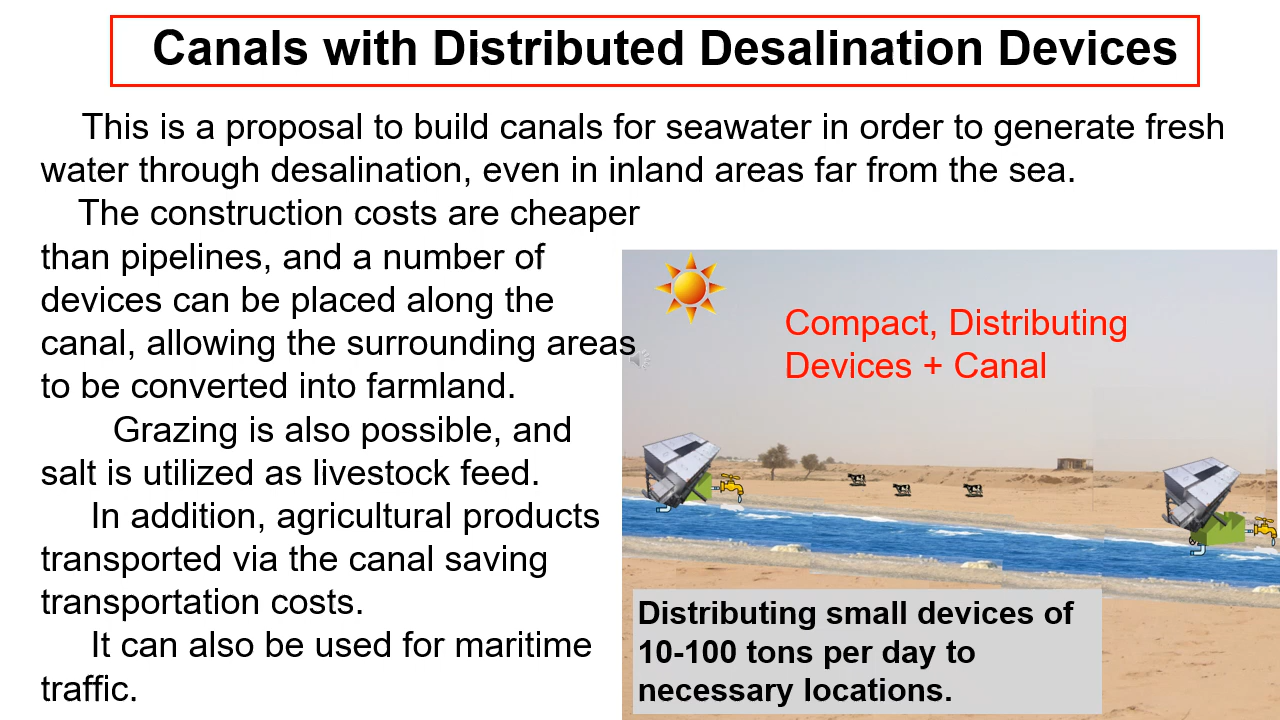 Canals with Distributed Desalination Devices
This is a proposal to build canals for seawater in order to generate fresh
water through desalination, even in inland areas far from the sea.
The construction costs are cheaper
than pipelines, and a number of
devices can be placed along the
canal, allowing the surrounding areas
to be converted into farmland.
Grazing is also possible, and
salt is utilized as livestock feed.
In addition, agricultural products
transported via the canal saving
transportation costs.
It can also be used for maritime
traffic.
Compact, Distributing
Devices + Canal
Distributing small devices of
10-100 tons per day to
necessary locations.